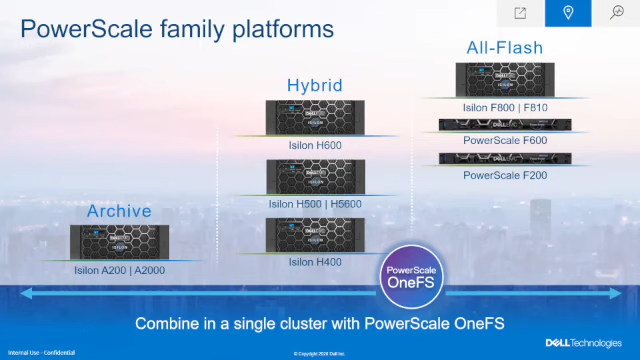 PowerScale family platforms
All-Flash
Isilon F800 | F810
PowerScale F600
PowerScale F200
Hybrid
Isilon H600
Isilon H500 | H5600
Isilon H400
Archive
ISILON
Isilon A200 | A2000
PowerScale
OneFS
Combine in a single cluster with PowerScale OneFS
Internal Use - Confidential
© Copyright 2020 Dell Inc.
DELLTechnologies